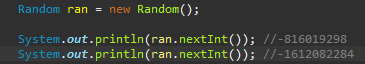 Random ran = new Random();
System.out.println(ran.nextInt()); //-816019298
System.out.println(ran.nextInt()); //-1612082284